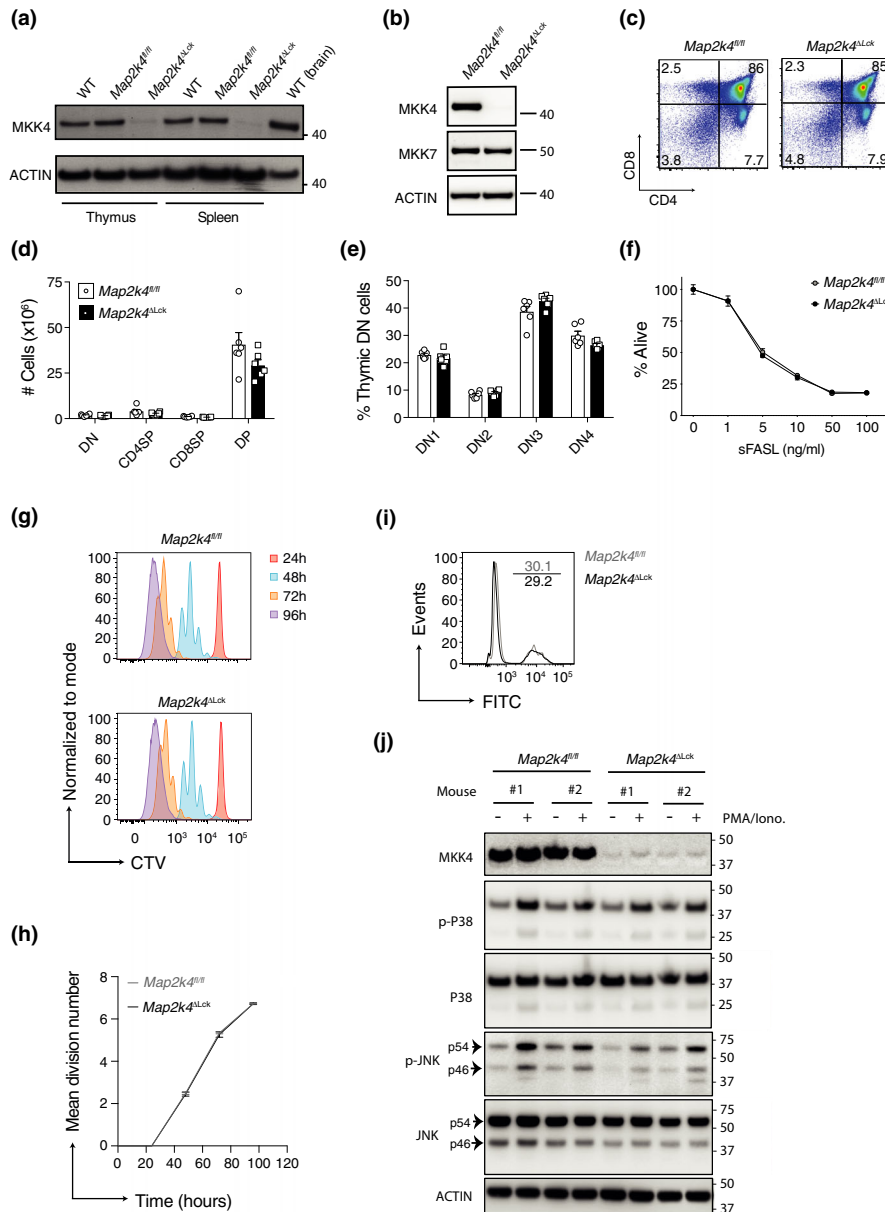 (a)
WT
Map2k4fl/fl
Map2k4ΔLck
WT
Map2k4fl/fl
Map2k4ΔLck
WT (brain)
MKK4
40
ACTIN
40
Thymus
Spleen
(b)
Map2k4fl/fl
Map2k4ΔLck
MKK4
40
MKK7
50
ACTIN
40
(c)
Map2k4fl/fl
Map2k4ΔLck
2.5
86
3.8
7.7
2.3
85
4.8
7.9
CD8
CD4
(d)
# Cells (x10⁶)
75
50
25
0
Map2k4fl/fl
Map2k4ΔLck
DN
CD4SP
CD8SP
DP
(e)
% Thymic DN cells
50
40
30
20
10
0
DN1
DN2
DN3
DN4
(f)
% Alive
100
75
50
25
0
Map2k4fl/fl
Map2k4ΔLck
0
1
5
10
50
100
sFASL (ng/ml)
(g)
Map2k4fl/fl
100
80
60
40
20
0
24h
48h
72h
96h
Map2k4ΔLck
100
80
60
40
20
0
0
10³
10⁴
10⁵
Normalized to mode
CTV
(h)
Mean division number
8
6
4
2
0
Map2k4fl/fl
Map2k4ΔLck
0
20
40
60
80
100
120
Time (hours)
(i)
100
80
60
40
20
0
30.1
29.2
Map2k4fl/fl
Map2k4ΔLck
10³
10⁴
10⁵
Events
FITC
(j)
Map2k4fl/fl
Map2k4ΔLck
Mouse
#1
#2
#1
#2
- + - + - + - + PMA/Iono.
MKK4
50
37
p-P38
50
37
25
P38
50
37
25
p-JNK
p54
p46
75
50
37
JNK
p54
p46
75
50
37
ACTIN
50
37